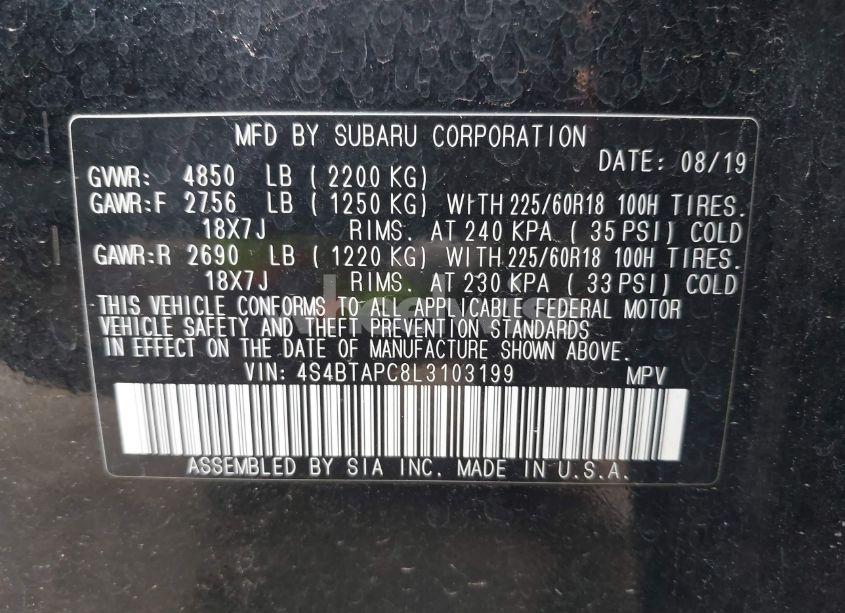 MFD BY SUBARU CORPORATION
DATE: 08/19
GVWR: 4850 LB ( 2200 KG)
GAWR:F 2756 LB ( 1250 KG) WITH 225/60R18 100H TIRES.
18X7J RIMS. AT 240 KPA ( 35 PSI) COLD
GAWR:R 2690 LB ( 1220 KG) WITH 225/60R18 100H TIRES.
18X7J RIMS. AT 230 KPA ( 33 PSI) COLD
THIS VEHICLE CONFORMS TO ALL APPLICABLE FEDERAL MOTOR
VEHICLE SAFETY AND THEFT PREVENTION STANDARDS
IN EFFECT ON THE DATE OF MANUFACTURE SHOWN ABOVE.
VIN: 4S4BTAPC8L3103199 MPV
ASSEMBLED BY SIA INC. MADE IN U.S.A.